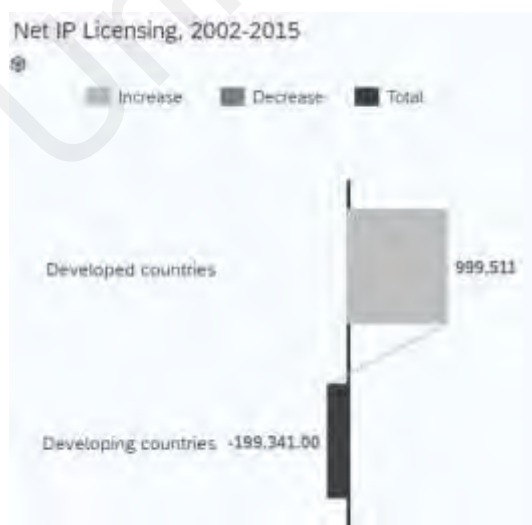 Net IP Licensing, 2002-2015
Increase Decrease Total
Developed countries 999,511
Developing countries -199,341.00